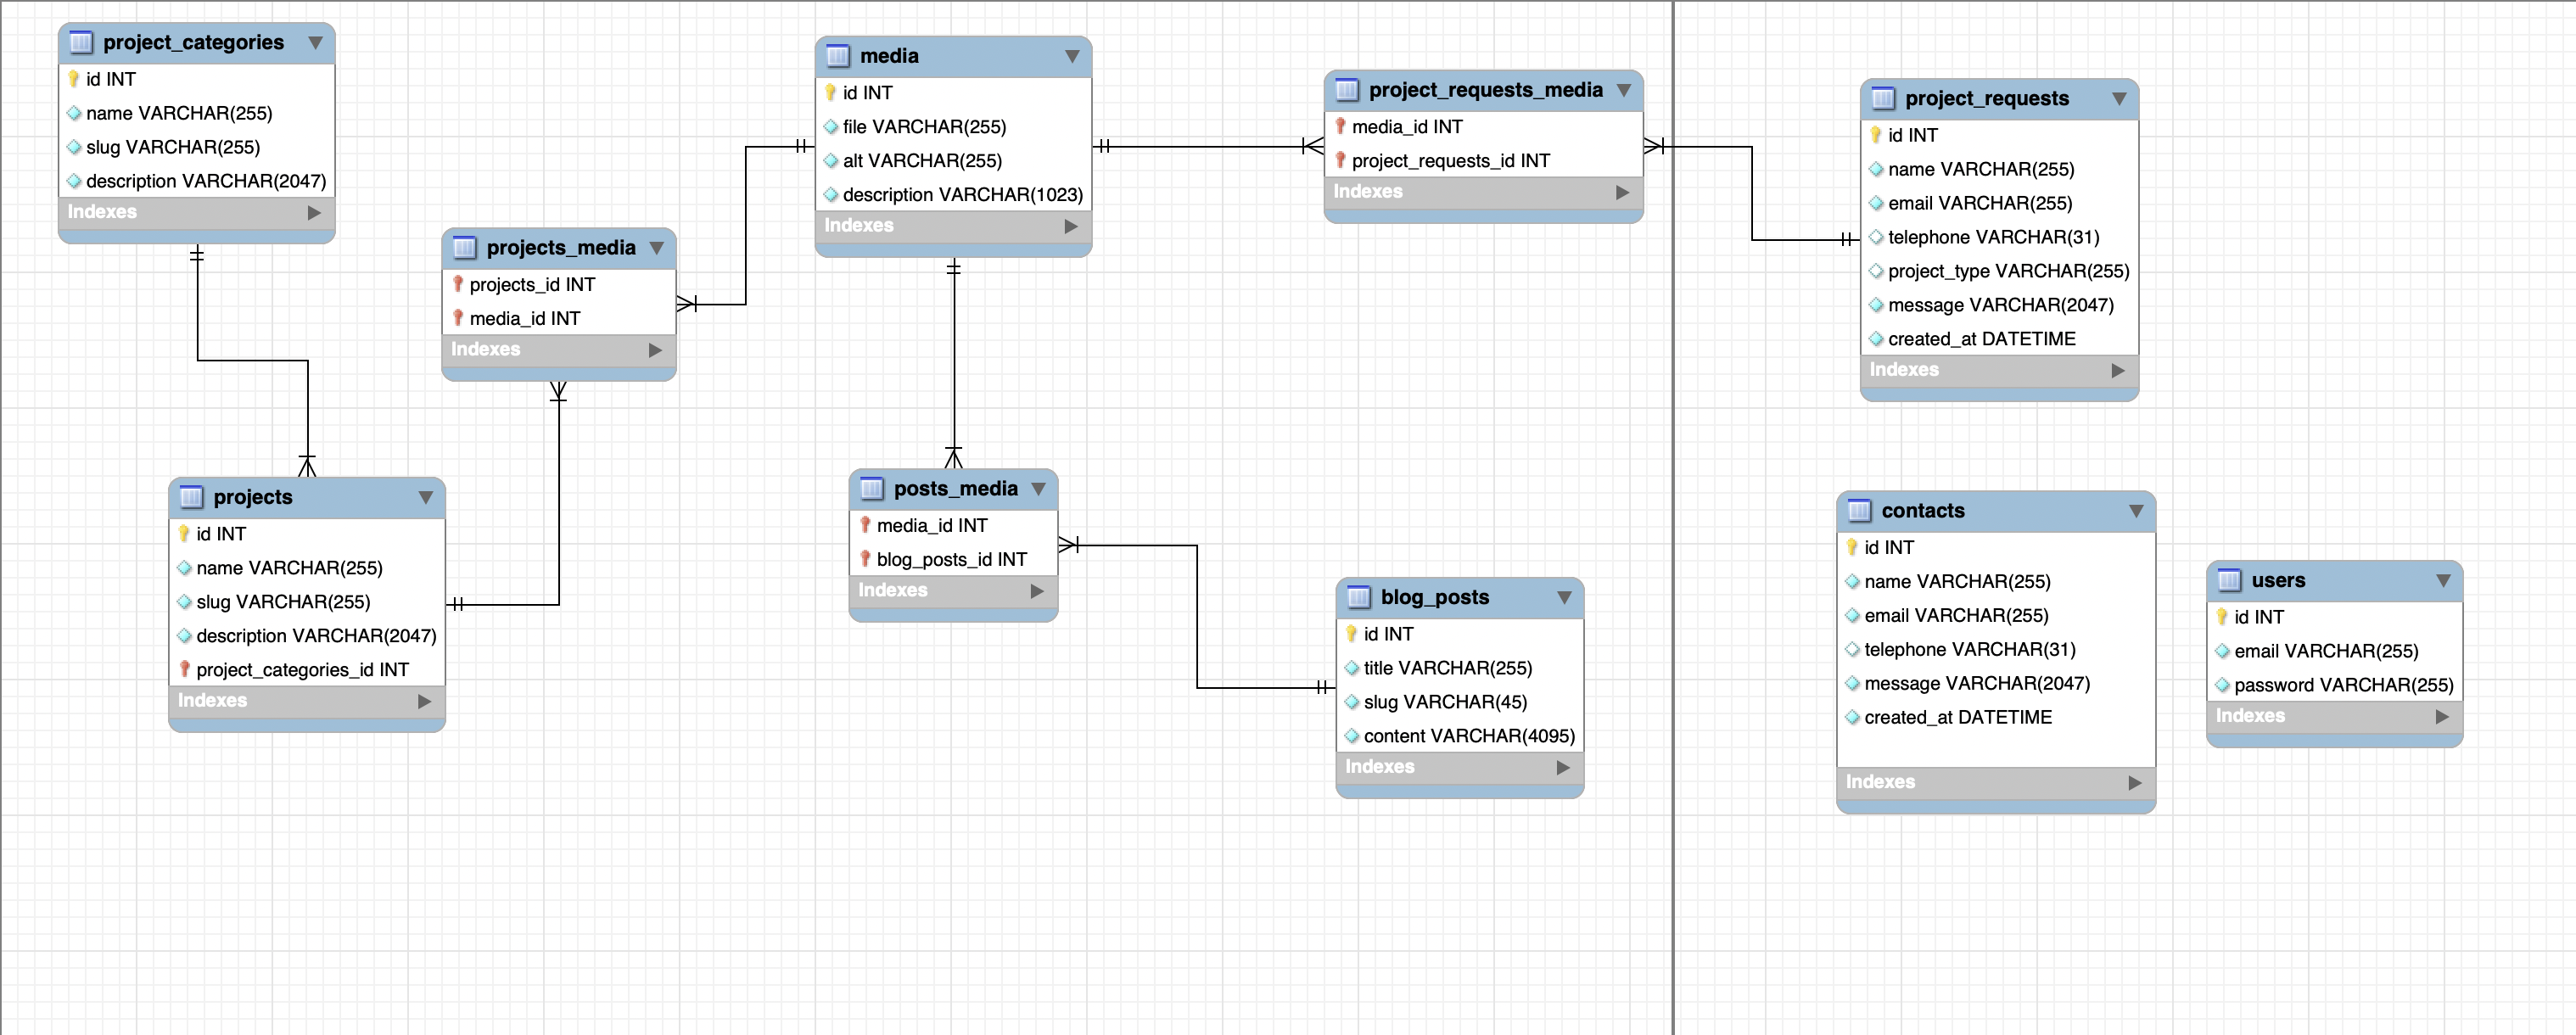 project_categories
id INT
name VARCHAR(255)
slug VARCHAR(255)
description VARCHAR(2047)
Indexes
projects_media
projects_id INT
media_id INT
Indexes
projects
id INT
name VARCHAR(255)
slug VARCHAR(255)
description VARCHAR(2047)
project_categories_id INT
Indexes
media
id INT
file VARCHAR(255)
alt VARCHAR(255)
description VARCHAR(1023)
Indexes
posts_media
media_id INT
blog_posts_id INT
Indexes
project_requests_media
media_id INT
project_requests_id INT
Indexes
blog_posts
id INT
title VARCHAR(255)
slug VARCHAR(45)
content VARCHAR(4095)
Indexes
project_requests
id INT
name VARCHAR(255)
email VARCHAR(255)
telephone VARCHAR(31)
project_type VARCHAR(255)
message VARCHAR(2047)
created_at DATETIME
Indexes
contacts
id INT
name VARCHAR(255)
email VARCHAR(255)
telephone VARCHAR(31)
message VARCHAR(2047)
created_at DATETIME
Indexes
users
id INT
email VARCHAR(255)
password VARCHAR(255)
Indexes